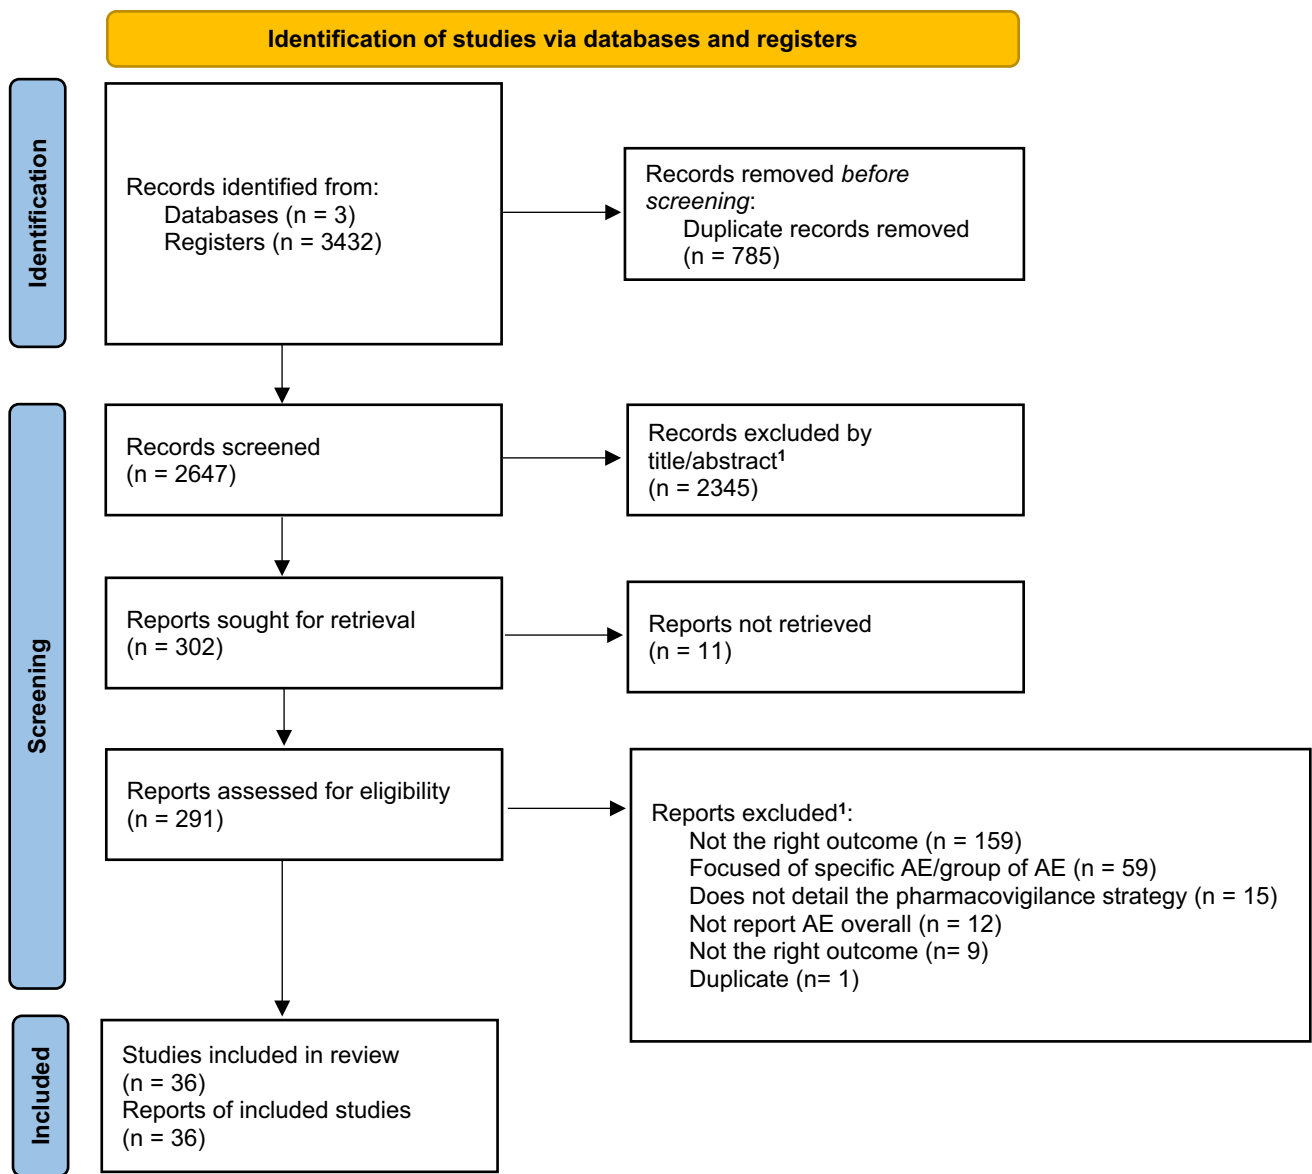 Identification of studies via databases and registers
Identification
Records identified from:
Databases (n = 3)
Registers (n = 3432)
Records removed before
screening:
Duplicate records removed
(n = 785)
Screening
Records screened
(n = 2647)
Records excluded by
title/abstract¹
(n = 2345)
Reports sought for retrieval
(n = 302)
Reports not retrieved
(n = 11)
Reports assessed for eligibility
(n = 291)
Reports excluded¹:
Not the right outcome (n = 159)
Focused of specific AE/group of AE (n = 59)
Does not detail the pharmacovigilance strategy (n = 15)
Not report AE overall (n = 12)
Not the right outcome (n= 9)
Duplicate (n= 1)
Included
Studies included in review
(n = 36)
Reports of included studies
(n = 36)